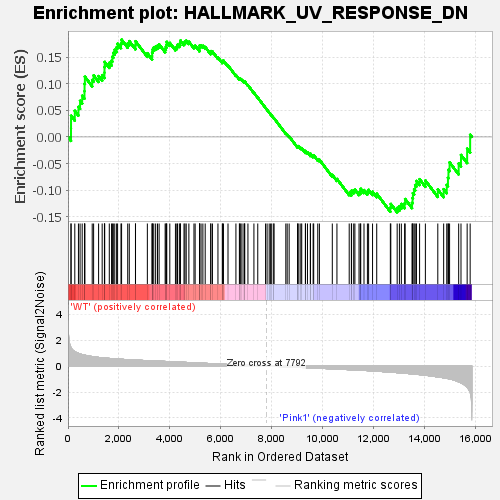 Enrichment plot: HALLMARK_UV_RESPONSE_DN
Enrichment score (ES)
0.15
0.10
0.05
0.00
-0.05
-0.10
-0.15
'WT' (positively correlated)
Ranked list metric (Signal2Noise)
4
2
0
-2
-4
Zero cross at 7792
'Pink1' (negatively correlated)
0
2,000
4,000
6,000
8,000
10,000
12,000
14,000
16,000
Rank in Ordered Dataset
Enrichment profile
Hits
Ranking metric scores